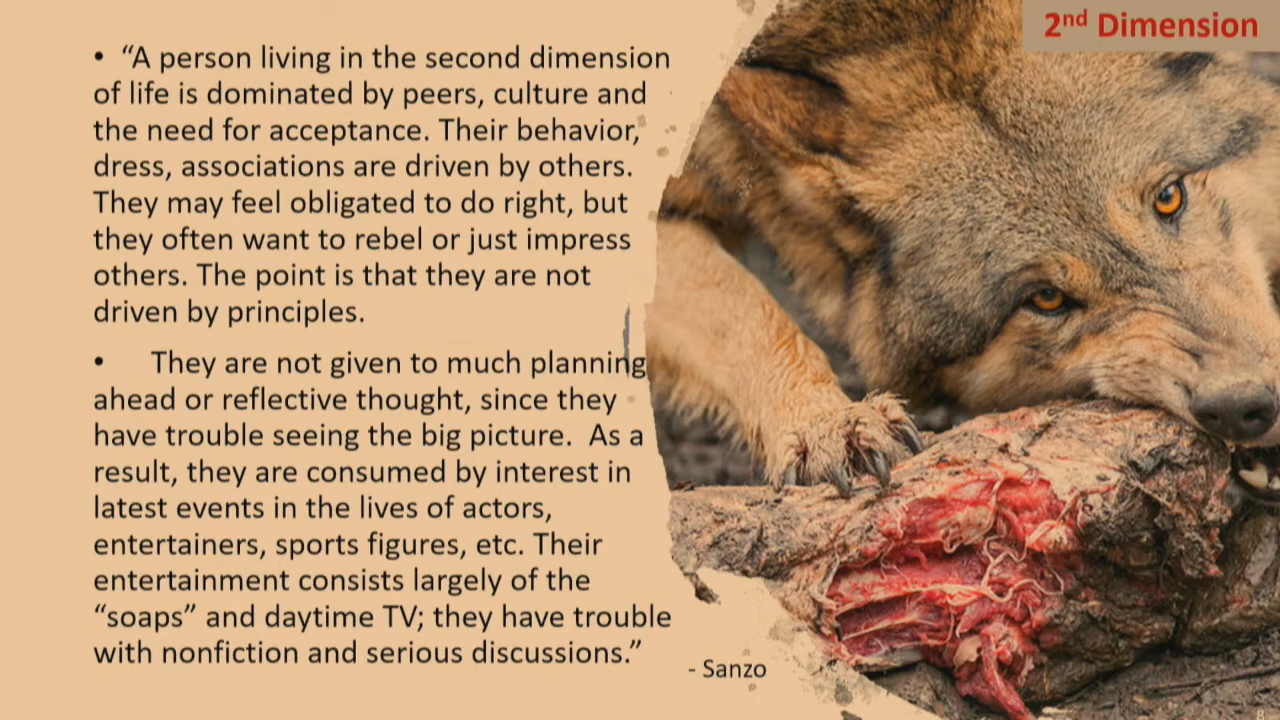 2nd Dimension
• “A person living in the second dimension
of life is dominated by peers, culture and
the need for acceptance. Their behavior,
dress, associations are driven by others.
They may feel obligated to do right, but
they often want to rebel or just impress
others. The point is that they are not
driven by principles.
• They are not given to much planning
ahead or reflective thought, since they
have trouble seeing the big picture. As a
result, they are consumed by interest in
latest events in the lives of actors,
entertainers, sports figures, etc. Their
entertainment consists largely of the
“soaps” and daytime TV; they have trouble
with nonfiction and serious discussions.”
- Sanzo